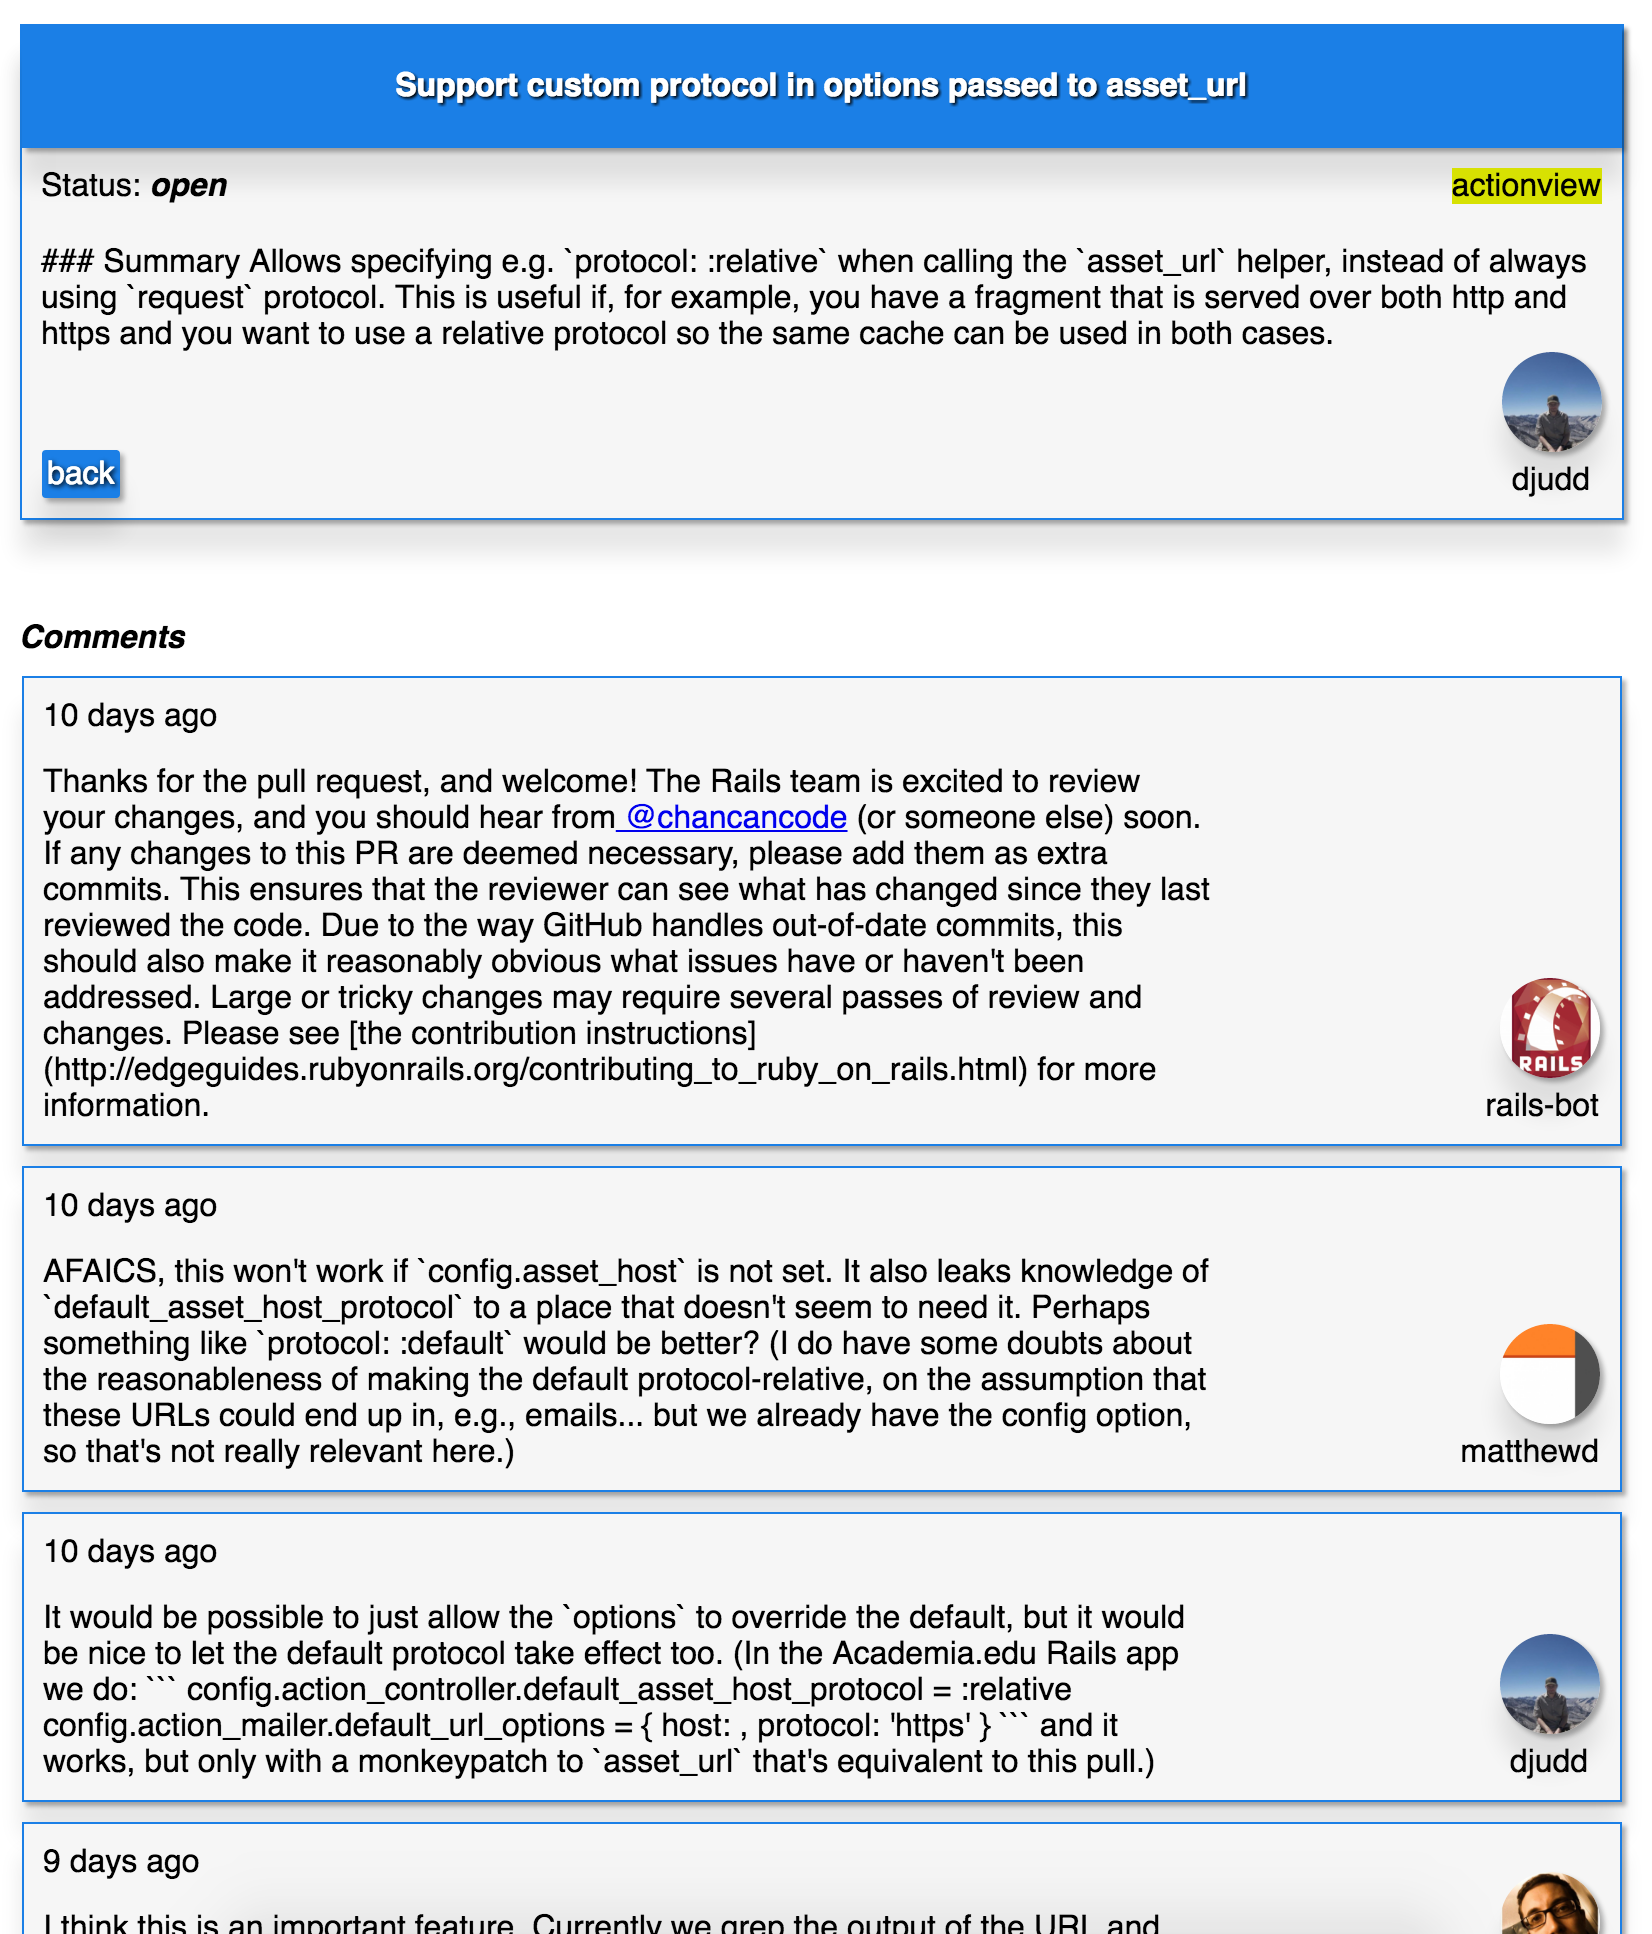 Support custom protocol in options passed to asset_url
Status: open
actionview
### Summary Allows specifying e.g. `protocol: :relative` when calling the `asset_url` helper, instead of always
using `request` protocol. This is useful if, for example, you have a fragment that is served over both http and
https and you want to use a relative protocol so the same cache can be used in both cases.
back
djudd
Comments
10 days ago
Thanks for the pull request, and welcome! The Rails team is excited to review
your changes, and you should hear from @chancancode (or someone else) soon.
If any changes to this PR are deemed necessary, please add them as extra
commits. This ensures that the reviewer can see what has changed since they last
reviewed the code. Due to the way GitHub handles out-of-date commits, this
should also make it reasonably obvious what issues have or haven't been
addressed. Large or tricky changes may require several passes of review and
changes. Please see [the contribution instructions]
(http://edgeguides.rubyonrails.org/contributing_to_ruby_on_rails.html) for more
information.
RAILS
rails-bot
10 days ago
AFAICS, this won't work if `config.asset_host` is not set. It also leaks knowledge of
`default_asset_host_protocol` to a place that doesn't seem to need it. Perhaps
something like `protocol: :default` would be better? (I do have some doubts about
the reasonableness of making the default protocol-relative, on the assumption that
these URLs could end up in, e.g., emails... but we already have the config option,
so that's not really relevant here.)
matthewd
10 days ago
It would be possible to just allow the `options` to override the default, but it would
be nice to let the default protocol take effect too. (In the Academia.edu Rails app
we do: ``` config.action_controller.default_asset_host_protocol = :relative
config.action_mailer.default_url_options = { host: , protocol: 'https' } ``` and it
works, but only with a monkeypatch to `asset_url` that's equivalent to this pull.)
djudd
9 days ago
I think this is an important feature. Currently we grep the output of the URL and